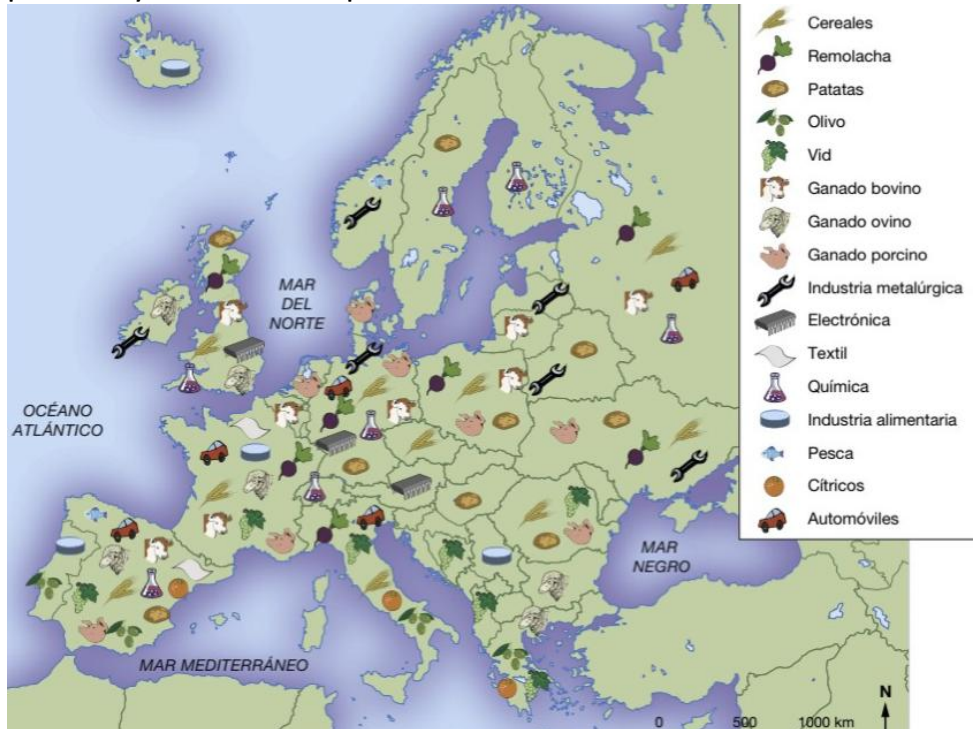 Cereales
Remolacha
Patatas
Olivo
Vid
Ganado bovino
Ganado ovino
Ganado porcino
Industria metalúrgica
Electrónica
Textil
Química
Industria alimentaria
Pesca
Cítricos
Automóviles
MAR
DEL
NORTE
OCÉANO
ATLÁNTICO
MAR
NEGRO
MAR MEDITERRÁNEO
N
0 500 1000 km